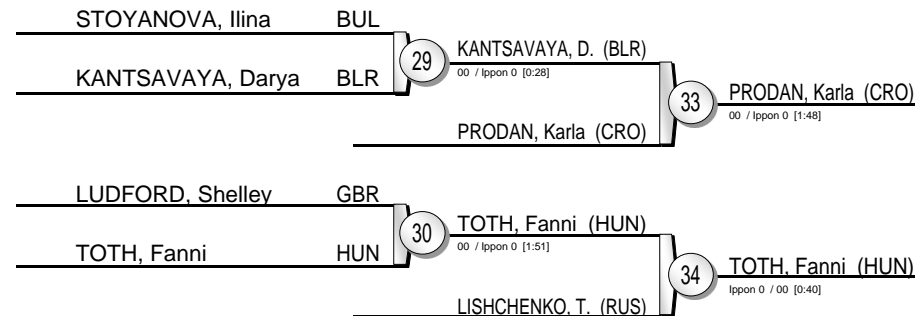 STOYANOVA, Ilina BUL
29
KANTSAVAYA, D. (BLR)
00 / Ippon 0 [0:28]
KANTSAVAYA, Darya BLR
33
PRODAN, Karla (CRO)
00 / Ippon 0 [1:48]
PRODAN, Karla (CRO)
LUDFORD, Shelley GBR
30
TOTH, Fanni (HUN)
00 / Ippon 0 [1:51]
TOTH, Fanni HUN
34
TOTH, Fanni (HUN)
Ippon 0 / 00 [0:40]
LISHCHENKO, T. (RUS)